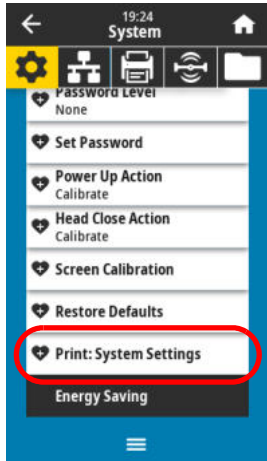 19:24
System
Password Level
None
Set Password
Power Up Action
Calibrate
Head Close Action
Calibrate
Screen Calibration
Restore Defaults
Print: System Settings
Energy Saving